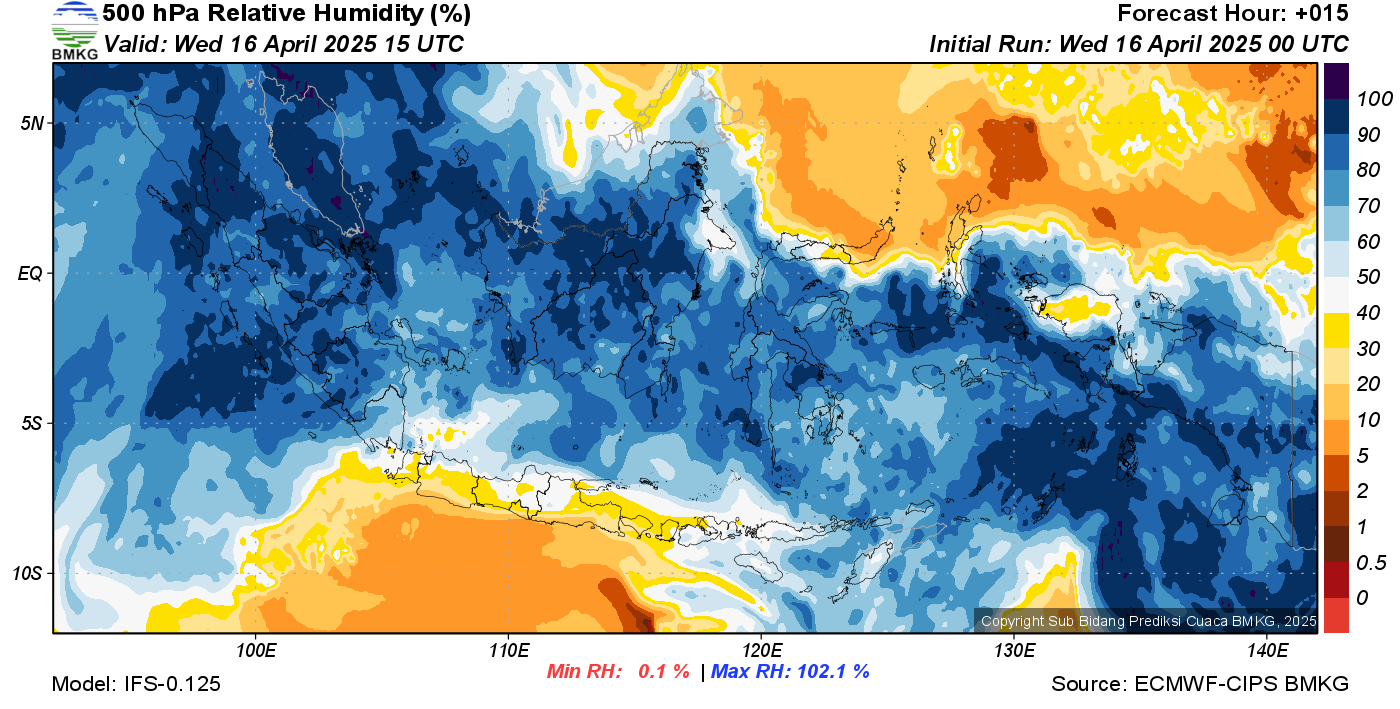 500 hPa Relative Humidity (%)
Forecast Hour: +015
BMKG
Valid: Wed 16 April 2025 15 UTC
Initial Run: Wed 16 April 2025 00 UTC
5N
EQ
5S
10S
100
90
80
70
60
50
40
30
20
10
5
2
1
0.5
0
Copyright Sub Bidang Prediksi Cuaca BMKG, 2025
100E 110E 120E 130E 140E
Min RH: 0.1 % | Max RH: 102.1 %
Model: IFS-0.125
Source: ECMWF-CIPS BMKG